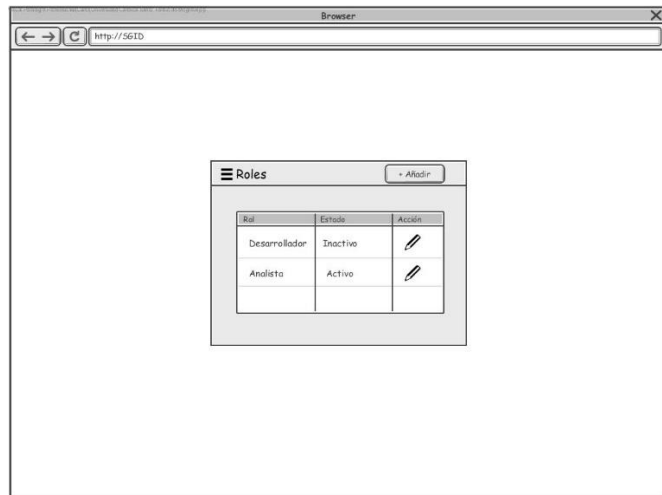 Browser
http://SGID
Roles
+ Añadir
Rol Estado Acción
Desarrollador Inactivo
Analista Activo